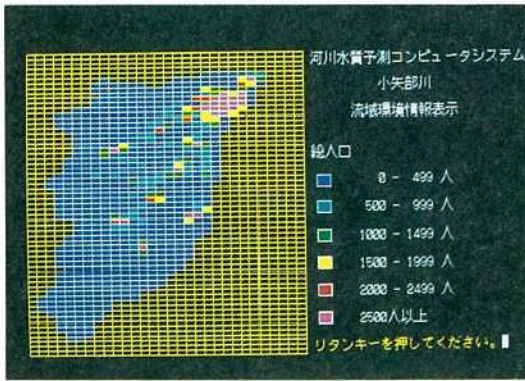 河川水質予測コンピュータシステム
小矢部川
流域環境情報表示
総人口
0 - 499 人
500 - 999 人
1000 - 1499 人
1500 - 1999 人
2000 - 2499 人
2500人以上
リタンキーを押してください。